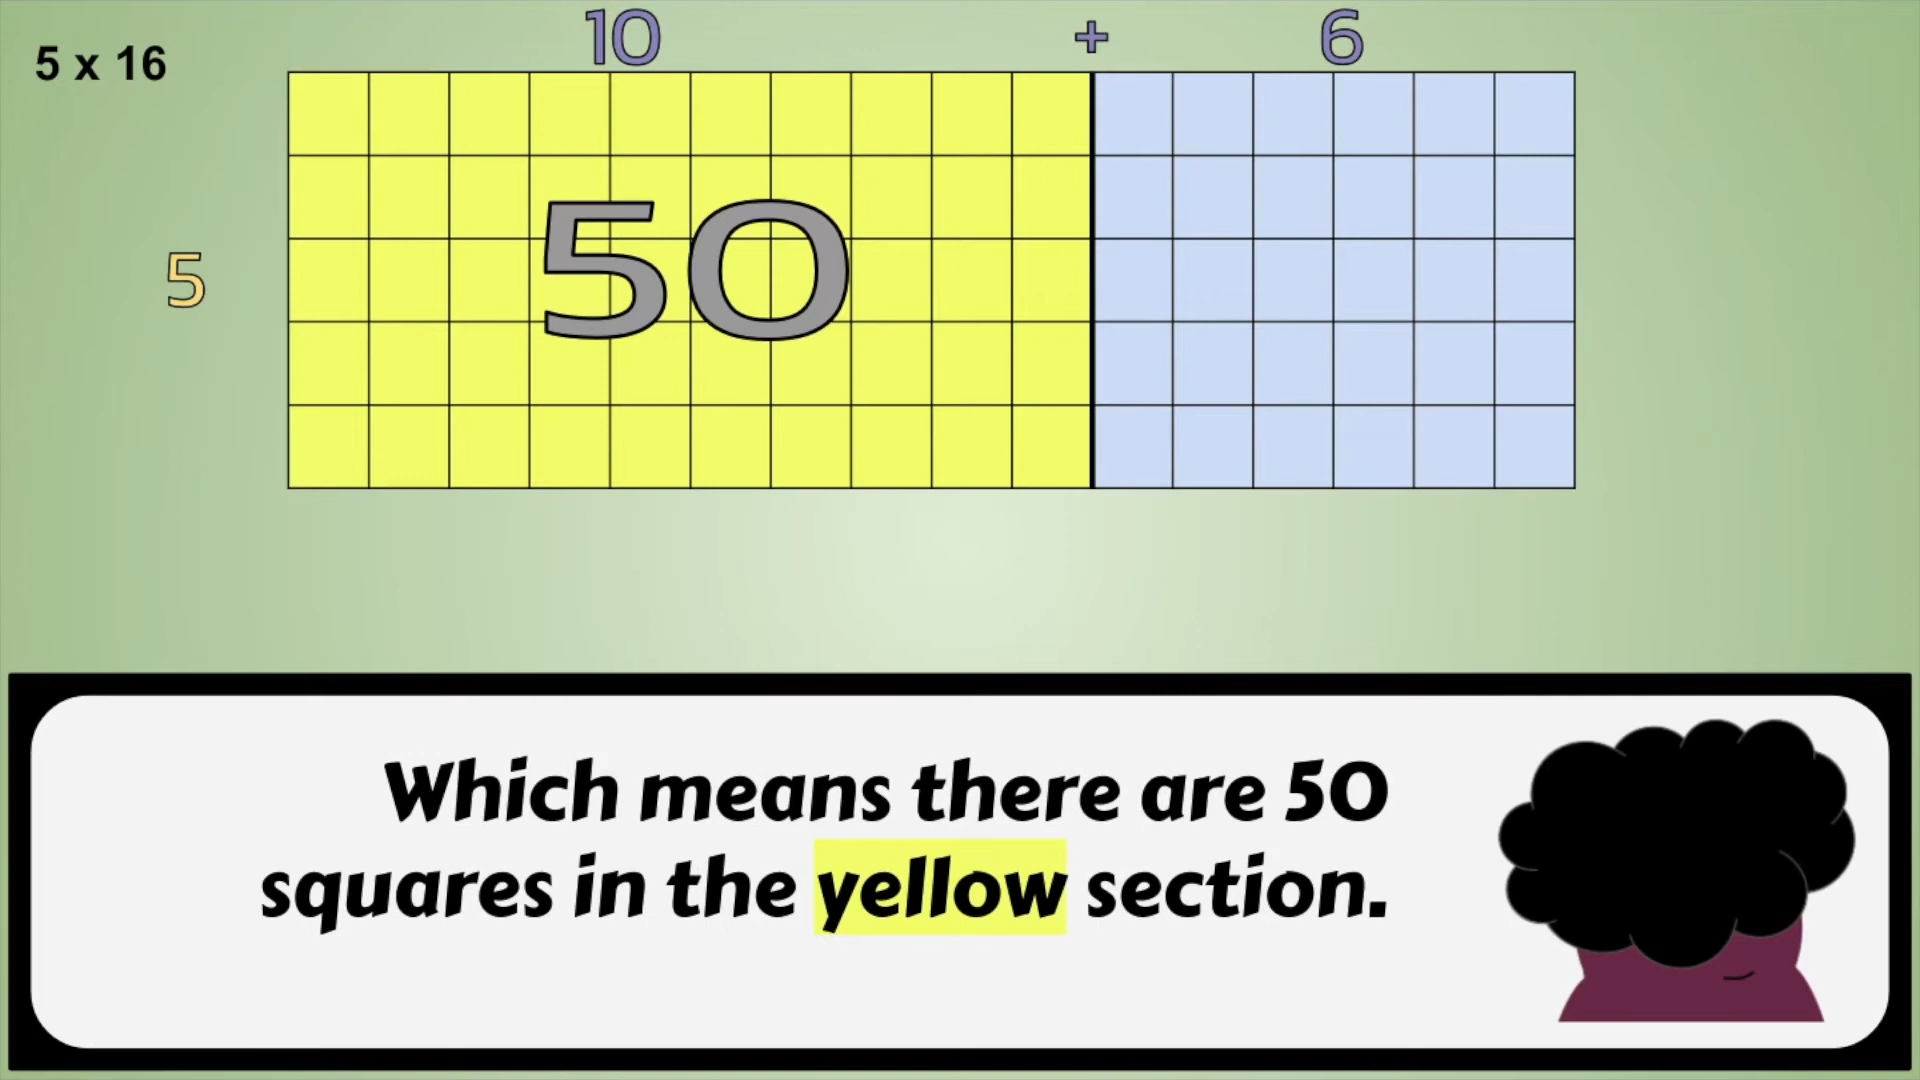 10 + 6
5 x 16
50
5
Which means there are 50
squares in the yellow section.